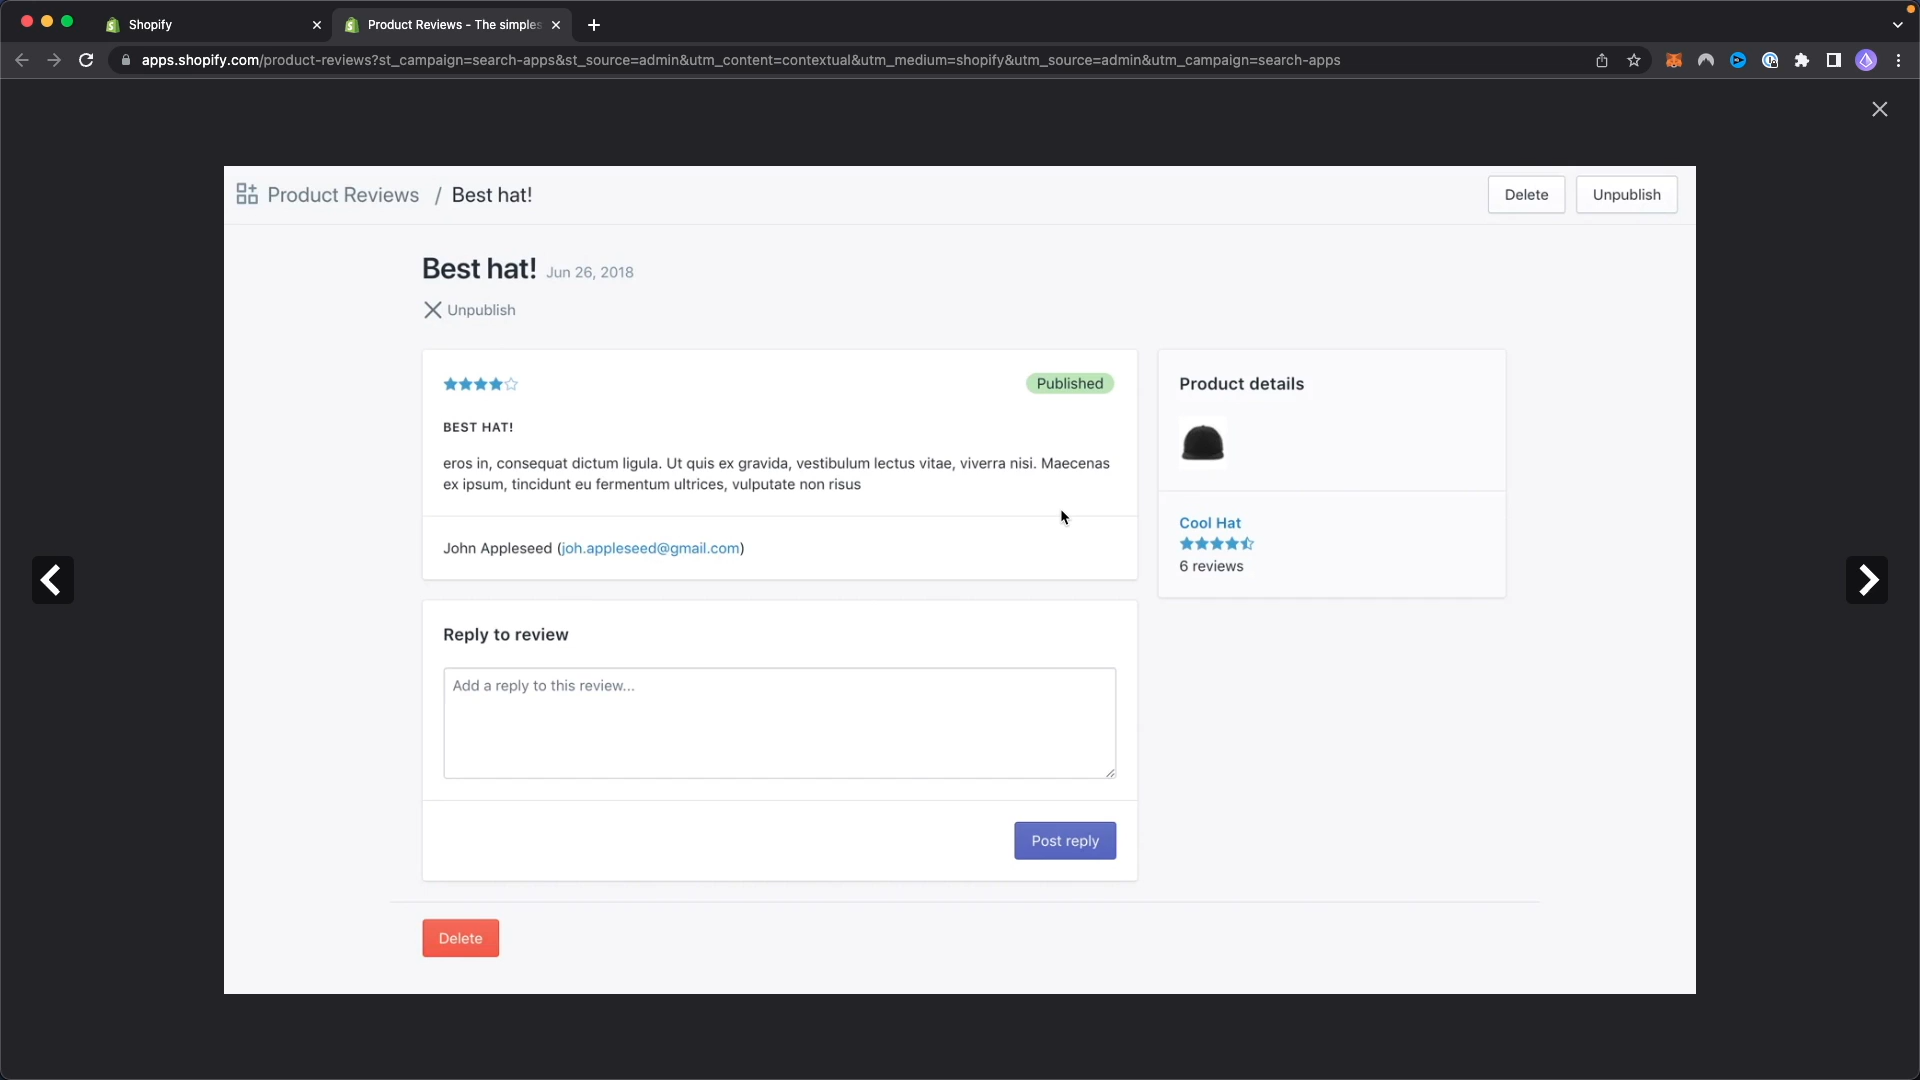 Shopify
Product Reviews - The simples
apps.shopify.com/product-reviews?st_campaign=search-apps&st_source=admin&utm_content=contextual&utm_medium=shopify&utm_source=admin&utm_campaign=search-apps
Product Reviews / Best hat!
Delete
Unpublish
Best hat! Jun 26, 2018
Unpublish
Published
BEST HAT!
eros in, consequat dictum ligula. Ut quis ex gravida, vestibulum lectus vitae, viverra nisi. Maecenas
ex ipsum, tincidunt eu fermentum ultrices, vulputate non risus
John Appleseed (joh.appleseed@gmail.com)
Product details
Cool Hat
6 reviews
Reply to review
Add a reply to this review...
Post reply
Delete